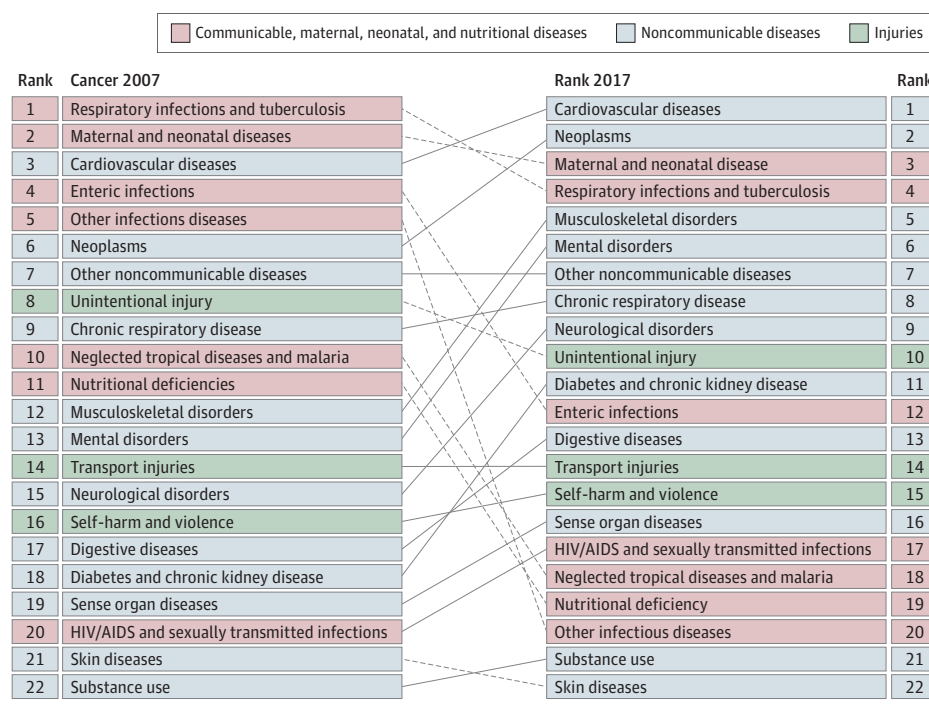 Communicable, maternal, neonatal, and nutritional diseases Noncommunicable diseases Injuries
Rank Cancer 2007 Rank 2017 Rank
1 Respiratory infections and tuberculosis Cardiovascular diseases 1
2 Maternal and neonatal diseases Neoplasms 2
3 Cardiovascular diseases Maternal and neonatal disease 3
4 Enteric infections Respiratory infections and tuberculosis 4
5 Other infections diseases Musculoskeletal disorders 5
6 Neoplasms Mental disorders 6
7 Other noncommunicable diseases Other noncommunicable diseases 7
8 Unintentional injury Chronic respiratory disease 8
9 Chronic respiratory disease Neurological disorders 9
10 Neglected tropical diseases and malaria Unintentional injury 10
11 Nutritional deficiencies Diabetes and chronic kidney disease 11
12 Musculoskeletal disorders Enteric infections 12
13 Mental disorders Digestive diseases 13
14 Transport injuries Transport injuries 14
15 Neurological disorders Self-harm and violence 15
16 Self-harm and violence Sense organ diseases 16
17 Digestive diseases HIV/AIDS and sexually transmitted infections 17
18 Diabetes and chronic kidney disease Neglected tropical diseases and malaria 18
19 Sense organ diseases Nutritional deficiency 19
20 HIV/AIDS and sexually transmitted infections Other infectious diseases 20
21 Skin diseases Substance use 21
22 Substance use Skin diseases 22